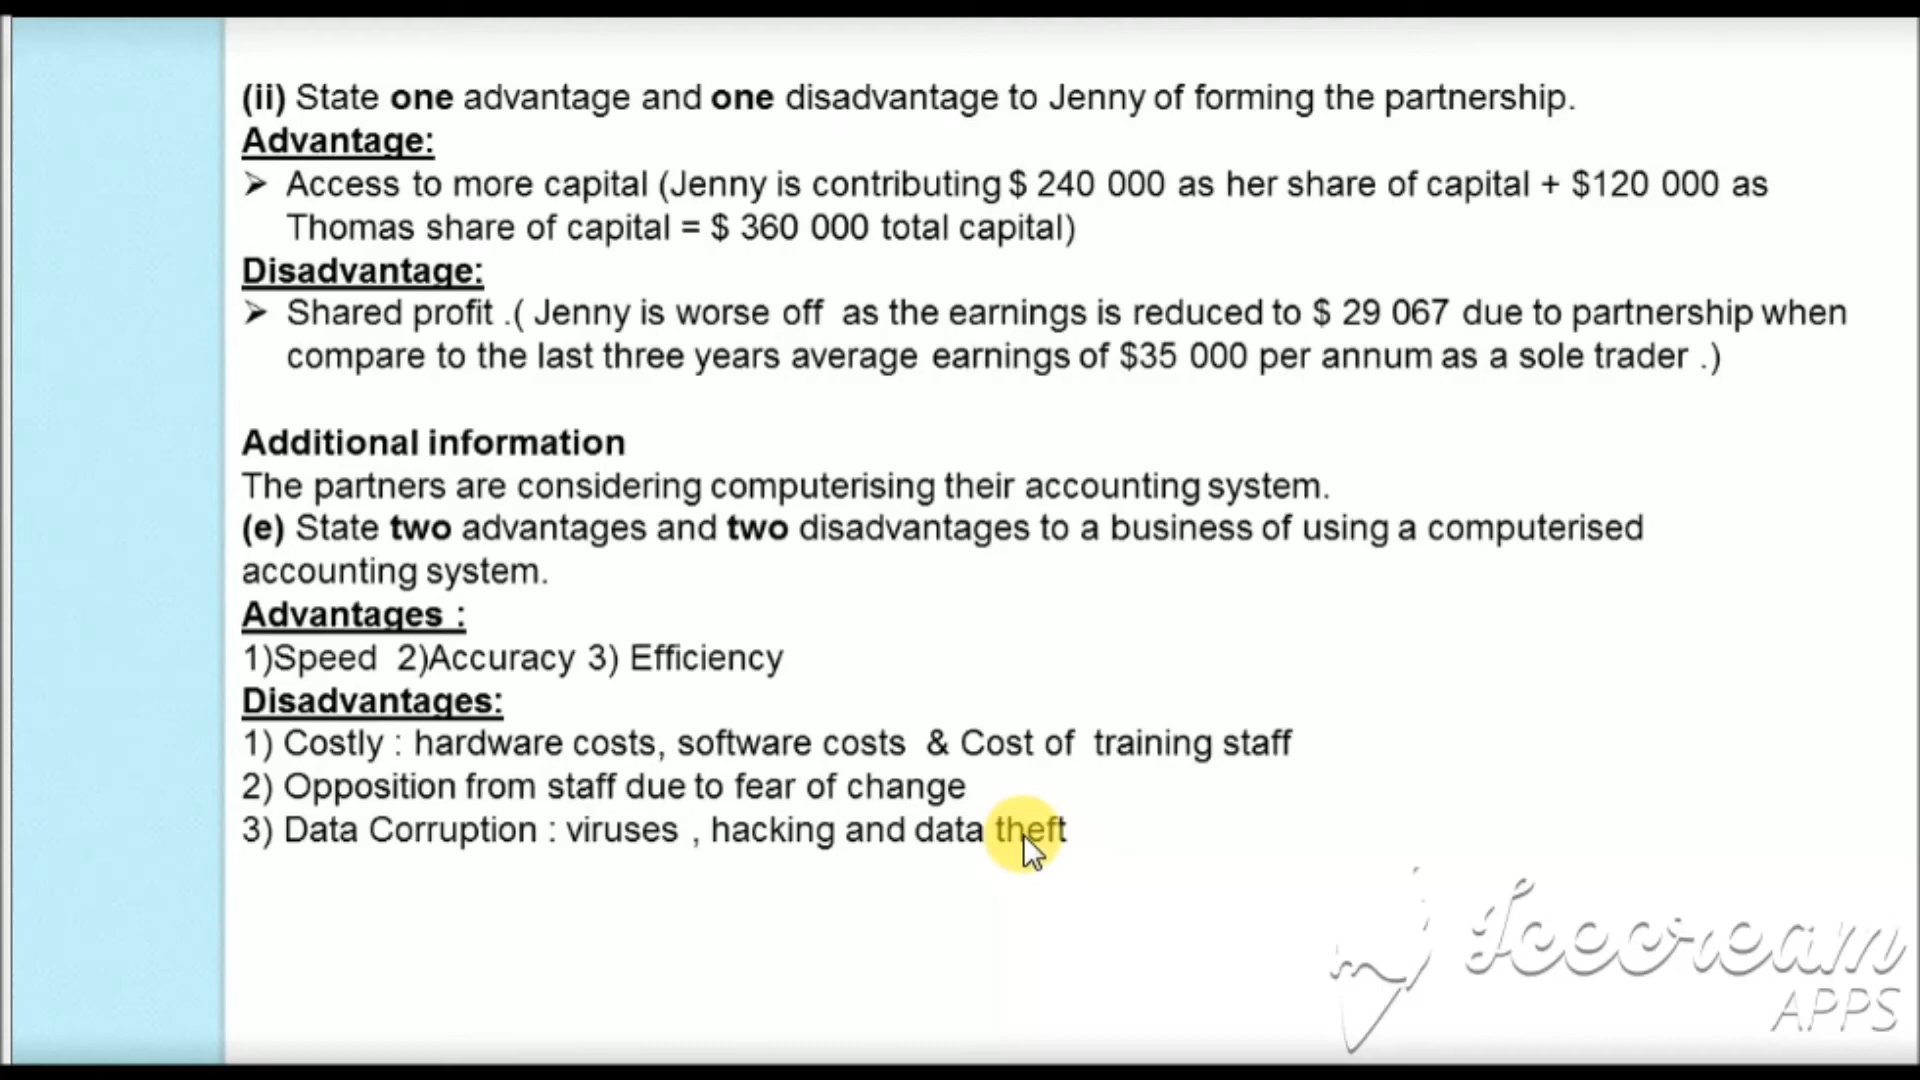 (ii) State one advantage and one disadvantage to Jenny of forming the partnership.
Advantage:
➢ Access to more capital (Jenny is contributing $ 240 000 as her share of capital + $120 000 as
Thomas share of capital = $ 360 000 total capital)
Disadvantage:
➢ Shared profit .( Jenny is worse off as the earnings is reduced to $ 29 067 due to partnership when
compare to the last three years average earnings of $35 000 per annum as a sole trader .)
Additional information
The partners are considering computerising their accounting system.
(e) State two advantages and two disadvantages to a business of using a computerised
accounting system.
Advantages :
1)Speed 2)Accuracy 3) Efficiency
Disadvantages:
1) Costly : hardware costs, software costs & Cost of training staff
2) Opposition from staff due to fear of change
3) Data Corruption : viruses , hacking and data theft
Icecream
APPS